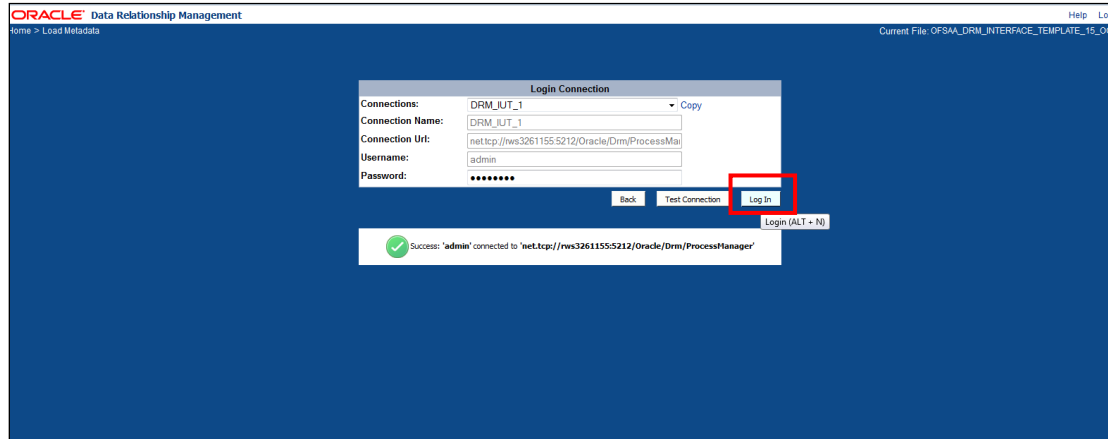 ORACLE Data Relationship Management
Help
Home > Load Metadata
Current File: OFSAA_DRM_INTERFACE_TEMPLATE_15_
Login Connection
Connections: DRM_IUT_1 Copy
Connection Name: DRM_IUT_1
Connection Url: net.tcp://rws3261155:5212/Oracle/Drm/ProcessMa
Username: admin
Password: ••••••••
Back Test Connection Log In
Login (ALT + N)
Success: 'admin' connected to 'net.tcp://rws3261155:5212/Oracle/Drm/ProcessManager'